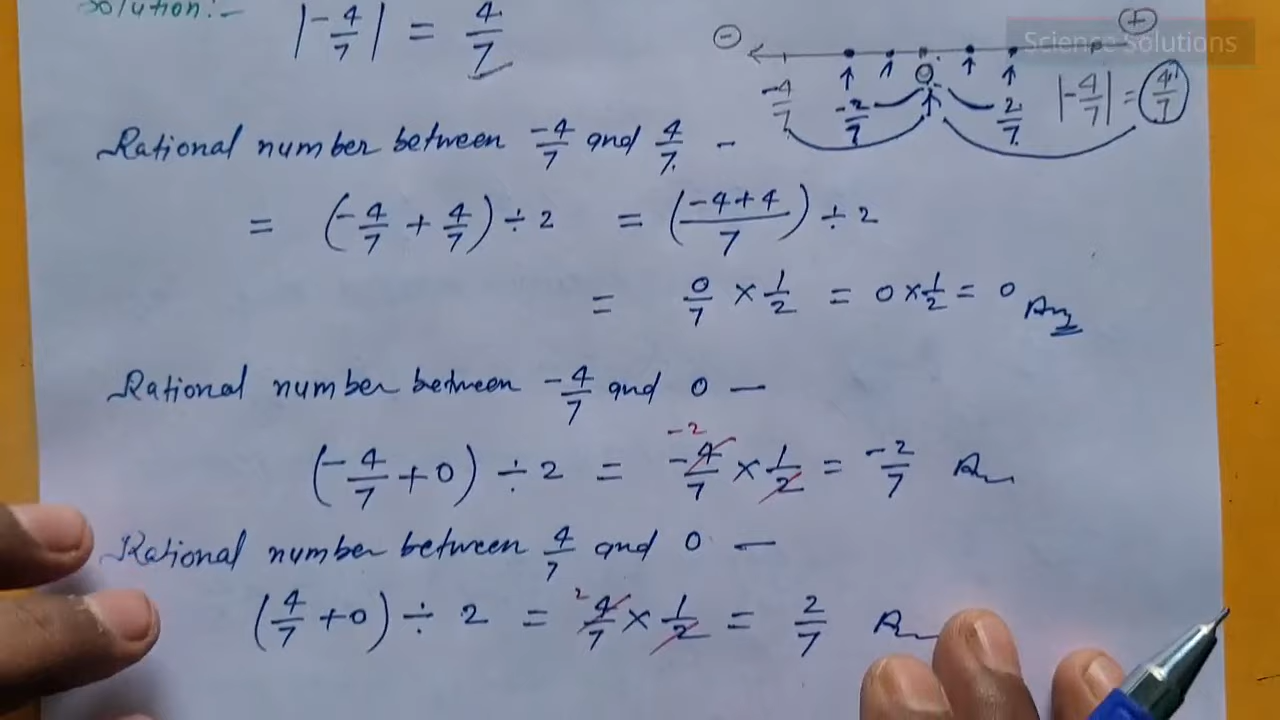 Solution:-
|-4/7| = 4/7
⊖ ⊕
Science Solutions
-4/7 -2/7 0 2/7 |-4/7| = 4/7
Rational number between -4/7 and 4/7 -
= (-4/7 + 4/7) ÷ 2 = (-4+4/7) ÷ 2
= 0/7 × 1/2 = 0×1/2 = 0 Ans
Rational number between -4/7 and 0 —
(-4/7 + 0) ÷ 2 = -4/7 × 1/2 = -2/7 An
-2
Rational number between 4/7 and 0 —
(4/7 + 0) ÷ 2 = 4/7 × 1/2 = 2/7 An
2